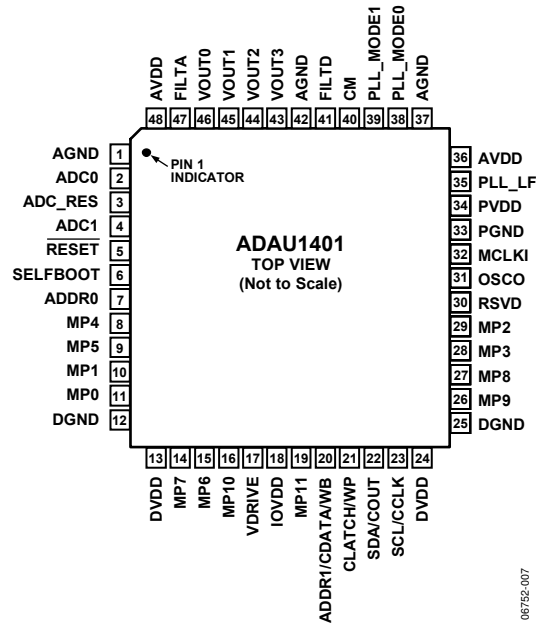 AVDD
FILTA
VOUT0
VOUT1
VOUT2
VOUT3
AGND
FILTD
CM
PLL_MODE1
PLL_MODE0
AGND
48 47 46 45 44 43 42 41 40 39 38 37
AGND 1
ADC0 2
ADC_RES 3
ADC1 4
RESET 5
SELFBOOT 6
ADDR0 7
MP4 8
MP5 9
MP1 10
MP0 11
DGND 12
PIN 1
INDICATOR
ADAU1401
TOP VIEW
(Not to Scale)
36 AVDD
35 PLL_LF
34 PVDD
33 PGND
32 MCLKI
31 OSCO
30 RSVD
29 MP2
28 MP3
27 MP8
26 MP9
25 DGND
13 14 15 16 17 18 19 20 21 22 23 24
DVDD
MP7
MP6
MP10
VDRIVE
IOVDD
MP11
ADDR1/CDATA/WB
CLATCH/WP
SDA/COUT
SCL/CCLK
DVDD
06752-007